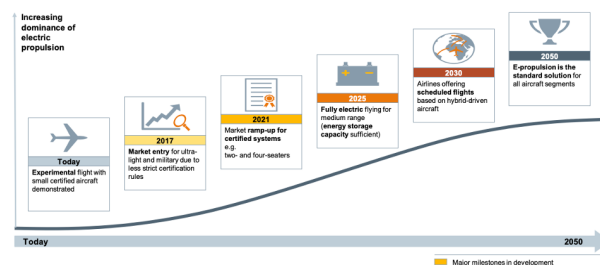 Increasing
dominance of
electric
propulsion
Today
Experimental flight with
small certified aircraft
demonstrated
2017
Market entry for ultra-
light and military due to
less strict certification
rules
2021
Market ramp-up for
certified systems
e.g.
two- and four-seaters
2025
Fully electric flying for
medium range
(energy storage
capacity sufficient)
2030
Airlines offering
scheduled flights
based on hybrid-driven
aircraft
2050
E-propulsion is the
standard solution for
all aircraft segments
Today
2050
Major milestones in development